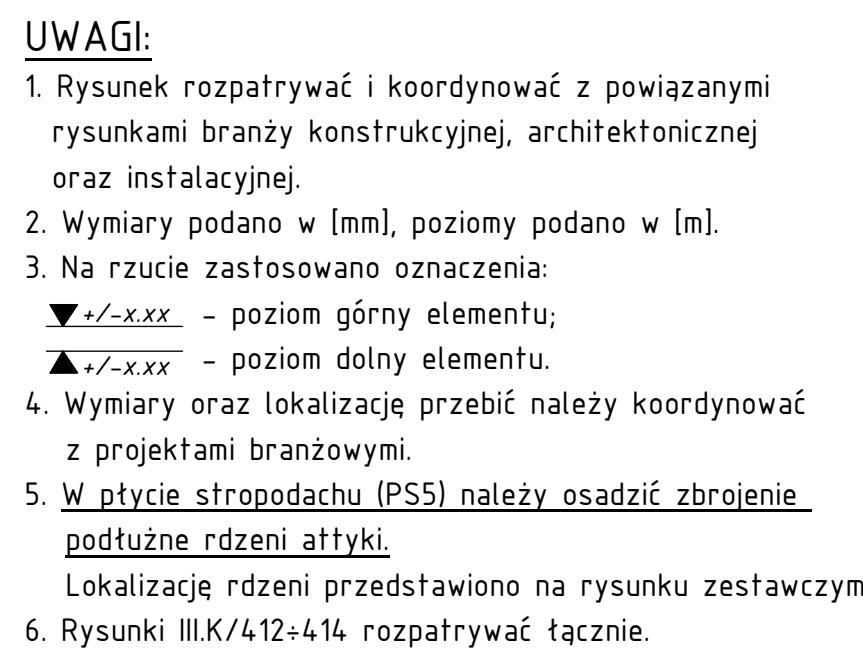 UWAGI:
1. Rysunek rozpatrywać i koordynować z powiązanymi
rysunkami branży konstrukcyjnej, architektonicznej
oraz instalacyjnej.
2. Wymiary podano w [mm], poziomy podano w [m].
3. Na rzucie zastosowano oznaczenia:
▼ +/-x.xx - poziom górny elementu;
▲ +/-x.xx - poziom dolny elementu.
4. Wymiary oraz lokalizację przebić należy koordynować
z projektami branżowymi.
5. W płycie stropodachu (PS5) należy osadzić zbrojenie
podłużne rdzeni attyki.
Lokalizację rdzeni przedstawiono na rysunku zestawczym
6. Rysunki III.K/412÷414 rozpatrywać łącznie.